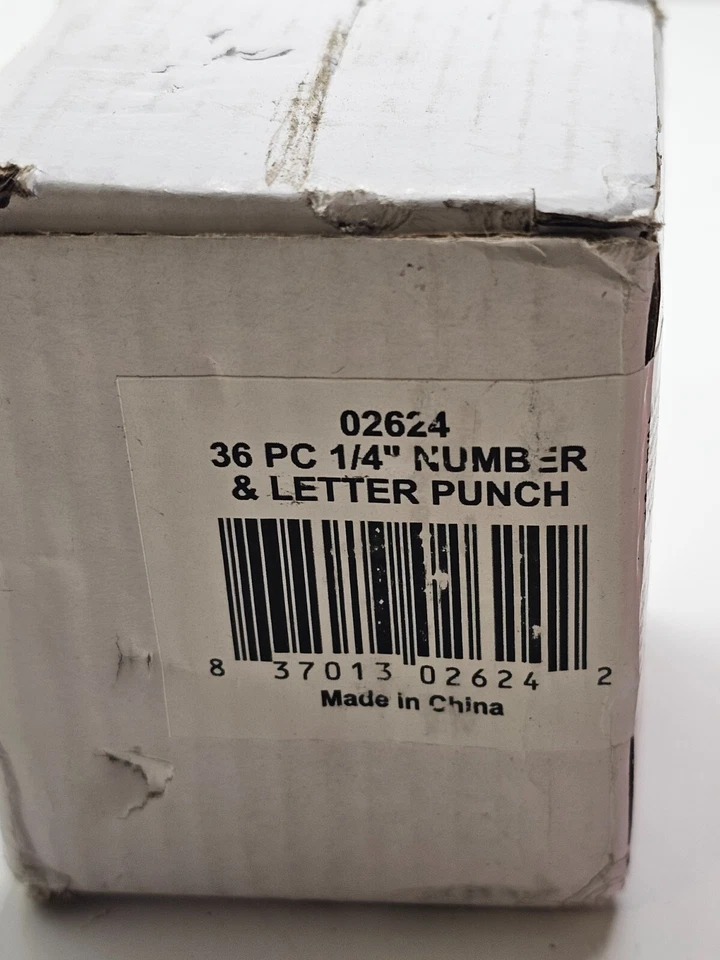 02624
36 PC 1/4" NUMBER
& LETTER PUNCH
8 37013 02624 2
Made in China